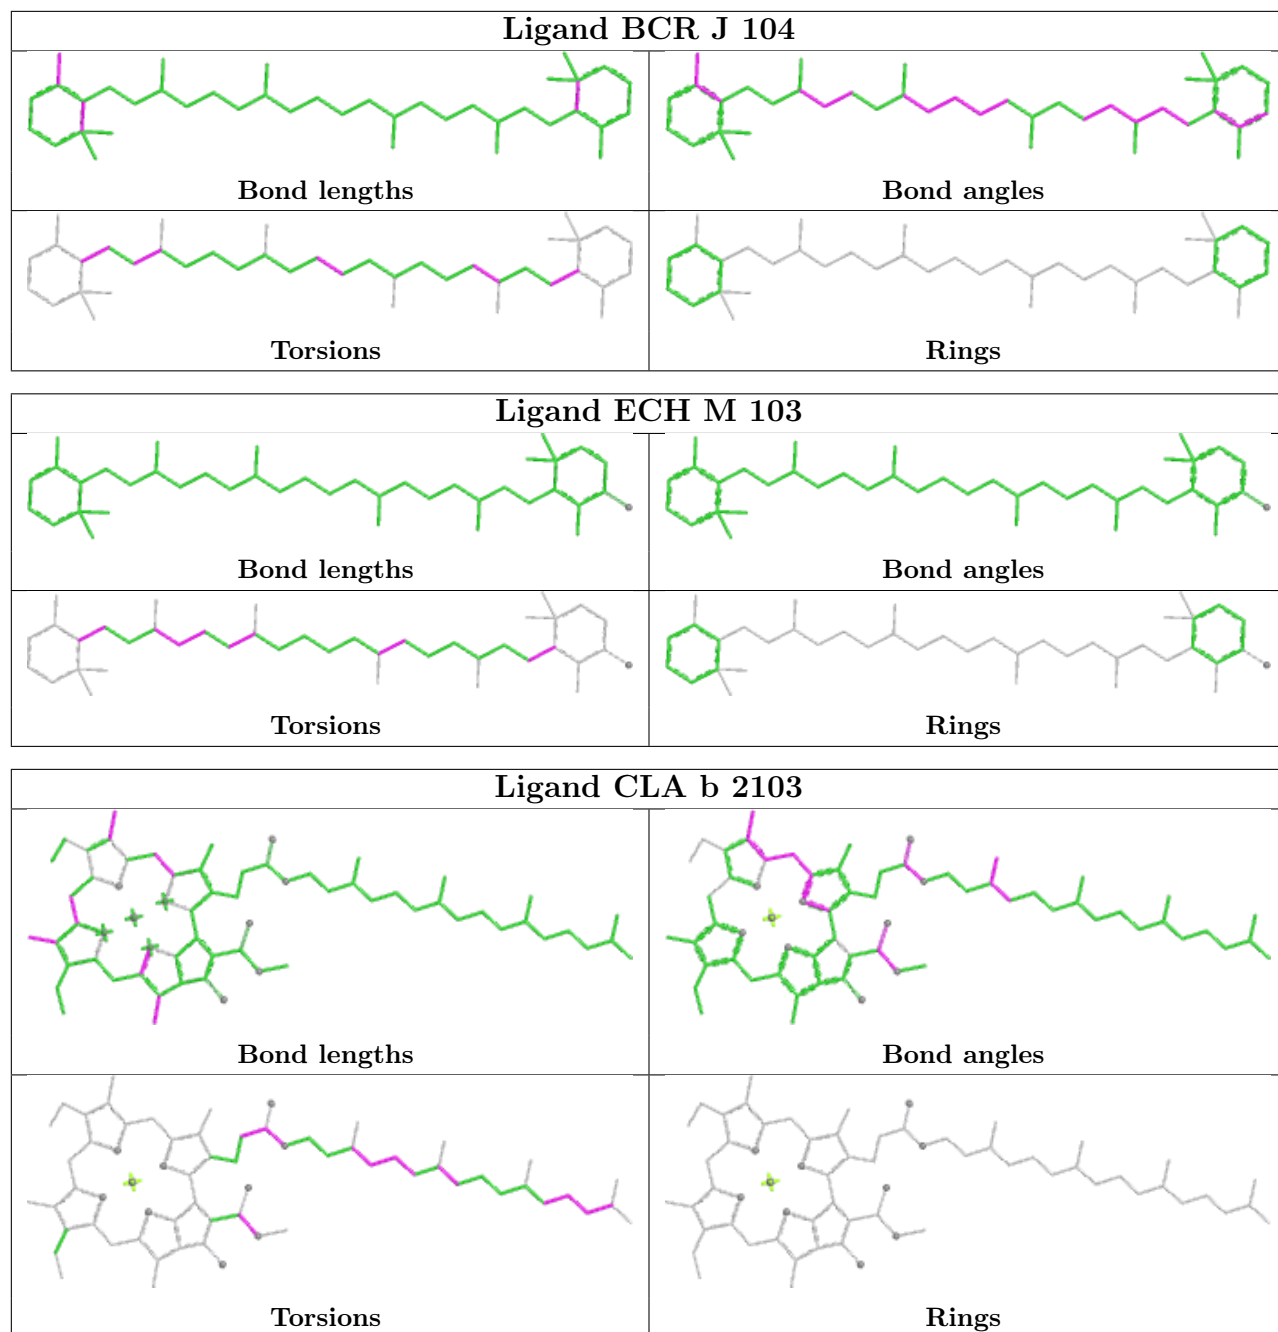 Ligand BCR J 104
Bond lengths
Bond angles
Torsions
Rings
Ligand ECH M 103
Bond lengths
Bond angles
Torsions
Rings
Ligand CLA b 2103
Bond lengths
Bond angles
Torsions
Rings